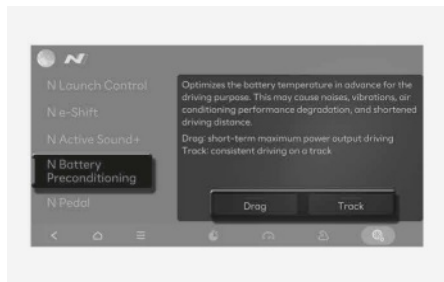 N
N Launch Control
N e-Shift
N Active Sound+
N Battery
Preconditioning
N Pedal
Optimizes the battery temperature in advance for the
driving purpose. This may cause noises, vibrations, air
conditioning performance degradation, and shortened
driving distance.
Drag: short-term maximum power output driving
Track: consistent driving on a track
Drag
Track